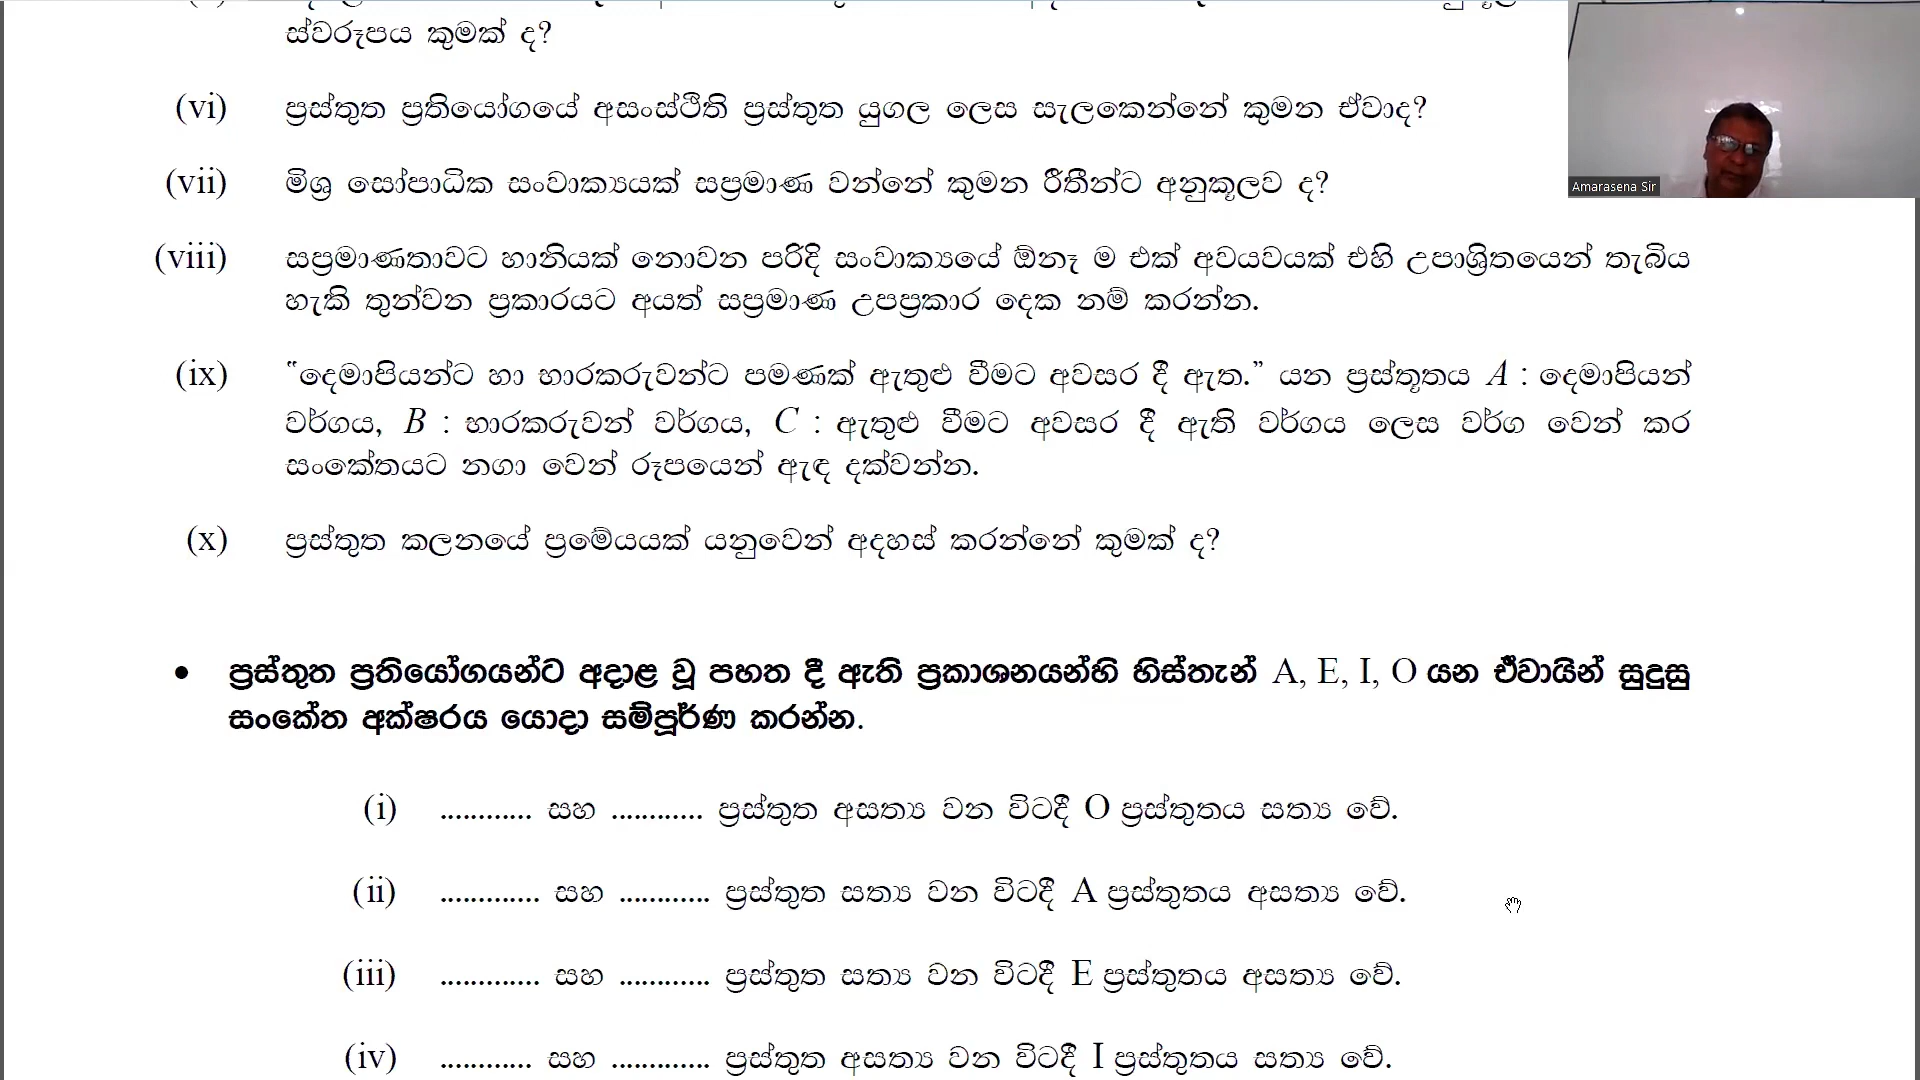 ස්වරූපය කුමක් ද?
Amarasena Sir
(vi) ප්‍රස්තුත ප්‍රතියෝගයේ අසංස්ථිති ප්‍රස්තුත යුගල ලෙස සැලකෙන්නේ කුමන ඒවාද?
(vii) මිශ්‍ර සෝපාධික සංවාක්‍යයක් සප්‍රමාණ වන්නේ කුමන රීතීන්ට අනුකූලව ද?
(viii) සප්‍රමාණතාවට හානියක් නොවන පරිදි සංවාක්‍යයේ ඕනෑ ම එක් අවයවයක් එහි උපාශ්‍රිතයෙන් තැබිය
හැකි තුන්වන ප්‍රකාරයට අයත් සප්‍රමාණ උපප්‍රකාර දෙක නම් කරන්න.
(ix) “දෙමාපියන්ට හා භාරකරුවන්ට පමණක් ඇතුළු වීමට අවසර දී ඇත.” යන ප්‍රස්තූතය A : දෙමාපියන්
වර්ගය, B : භාරකරුවන් වර්ගය, C : ඇතුළු වීමට අවසර දී ඇති වර්ගය ලෙස වර්ග වෙන් කර
සංකේතයට නගා වෙන් රූපයෙන් ඇඳ දක්වන්න.
(x) ප්‍රස්තුත කලනයේ ප්‍රමේයයක් යනුවෙන් අදහස් කරන්නේ කුමක් ද?
• ප්‍රස්තුත ප්‍රතියෝගයන්ට අදාළ වූ පහත දී ඇති ප්‍රකාශනයන්හි හිස්තැන් A, E, I, O යන ඒවායින් සුදුසු
සංකේත අක්ෂරය යොදා සම්පූර්ණ කරන්න.
(i) ............ සහ ............ ප්‍රස්තුත අසත්‍ය වන විටදී O ප්‍රස්තුතය සත්‍ය වේ.
(ii) ............. සහ ............ ප්‍රස්තුත සත්‍ය වන විටදී A ප්‍රස්තුතය අසත්‍ය වේ.
(iii) ............. සහ ............ ප්‍රස්තුත සත්‍ය වන විටදී E ප්‍රස්තුතය අසත්‍ය වේ.
(iv) ............ සහ ............. ප්‍රස්තුත අසත්‍ය වන විටදී I ප්‍රස්තුතය සත්‍ය වේ.